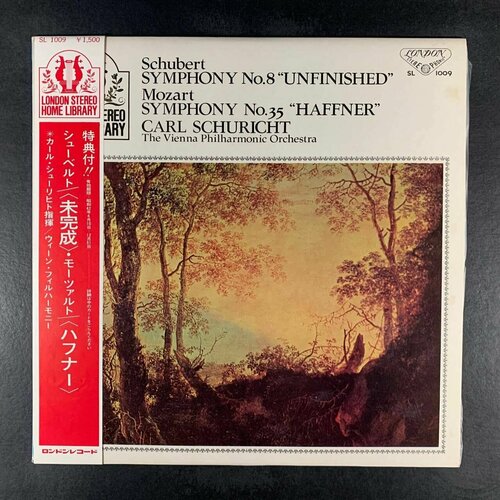 SL 1009 ¥1,500
LONDON STEREO
HOME LIBRARY
特典付!!
シューベルト/〈未完成〉・モーツァルト/〈ハフナー〉
*カール・シューリヒト指揮/ウィーン・フィルハーモニー
ロンドンレコード
STEREO
BRARY
Schubert
SYMPHONY No.8 “UNFINISHED”
Mozart
SYMPHONY No.35 “HAFFNER”
CARL SCHURICHT
The Vienna Philharmonic Orchestra
LONDON
SL 1009